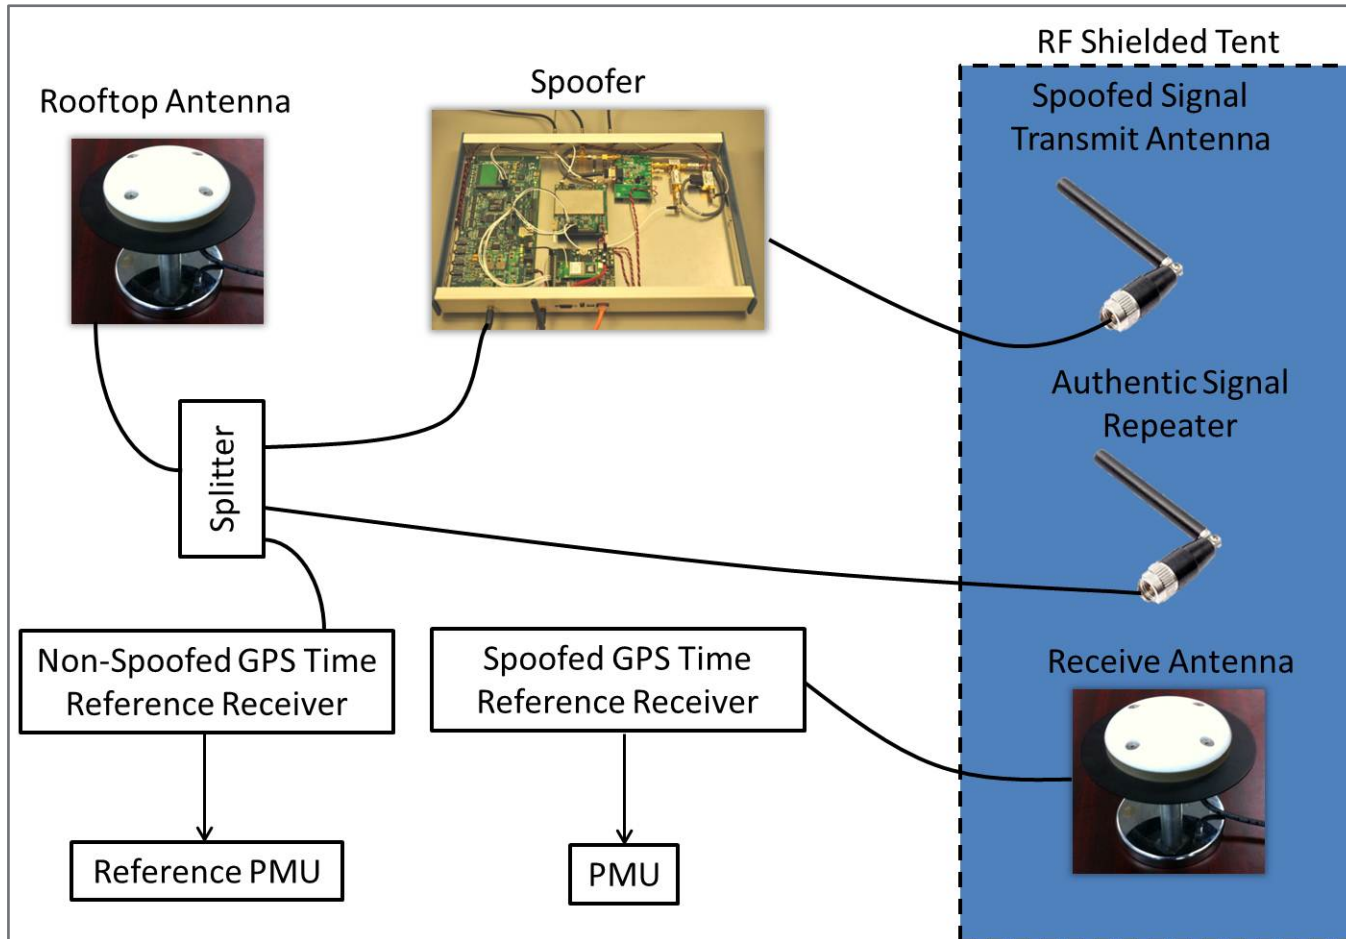 RF Shielded Tent
Rooftop Antenna
Spoofer
Spoofed Signal
Transmit Antenna
Authentic Signal
Repeater
Splitter
Non-Spoofed GPS Time
Reference Receiver
Spoofed GPS Time
Reference Receiver
Receive Antenna
Reference PMU
PMU